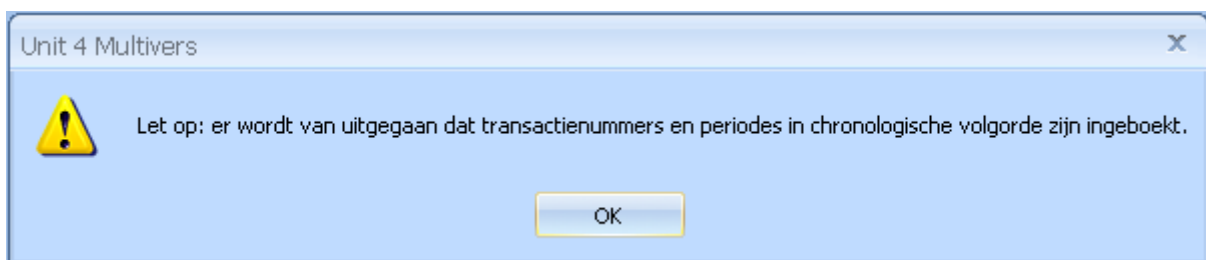 Unit 4 Multivers
Let op: er wordt van uitgegaan dat transactienummers en periodes in chronologische volgorde zijn ingeboekt.
OK